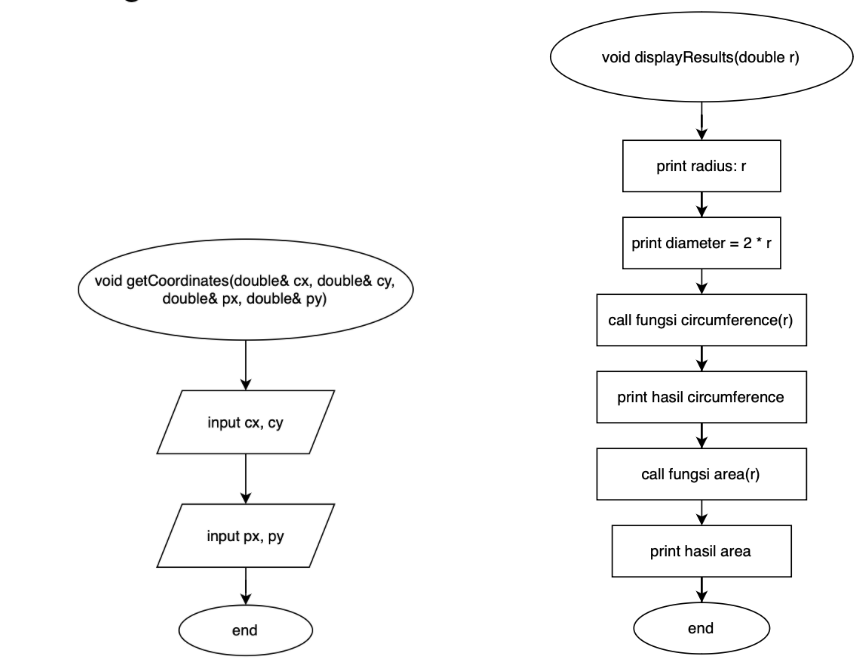 void getCoordinates(double& cx, double& cy,
double& px, double& py)
input cx, cy
input px, py
end
void displayResults(double r)
print radius: r
print diameter = 2 * r
call fungsi circumference(r)
print hasil circumference
call fungsi area(r)
print hasil area
end